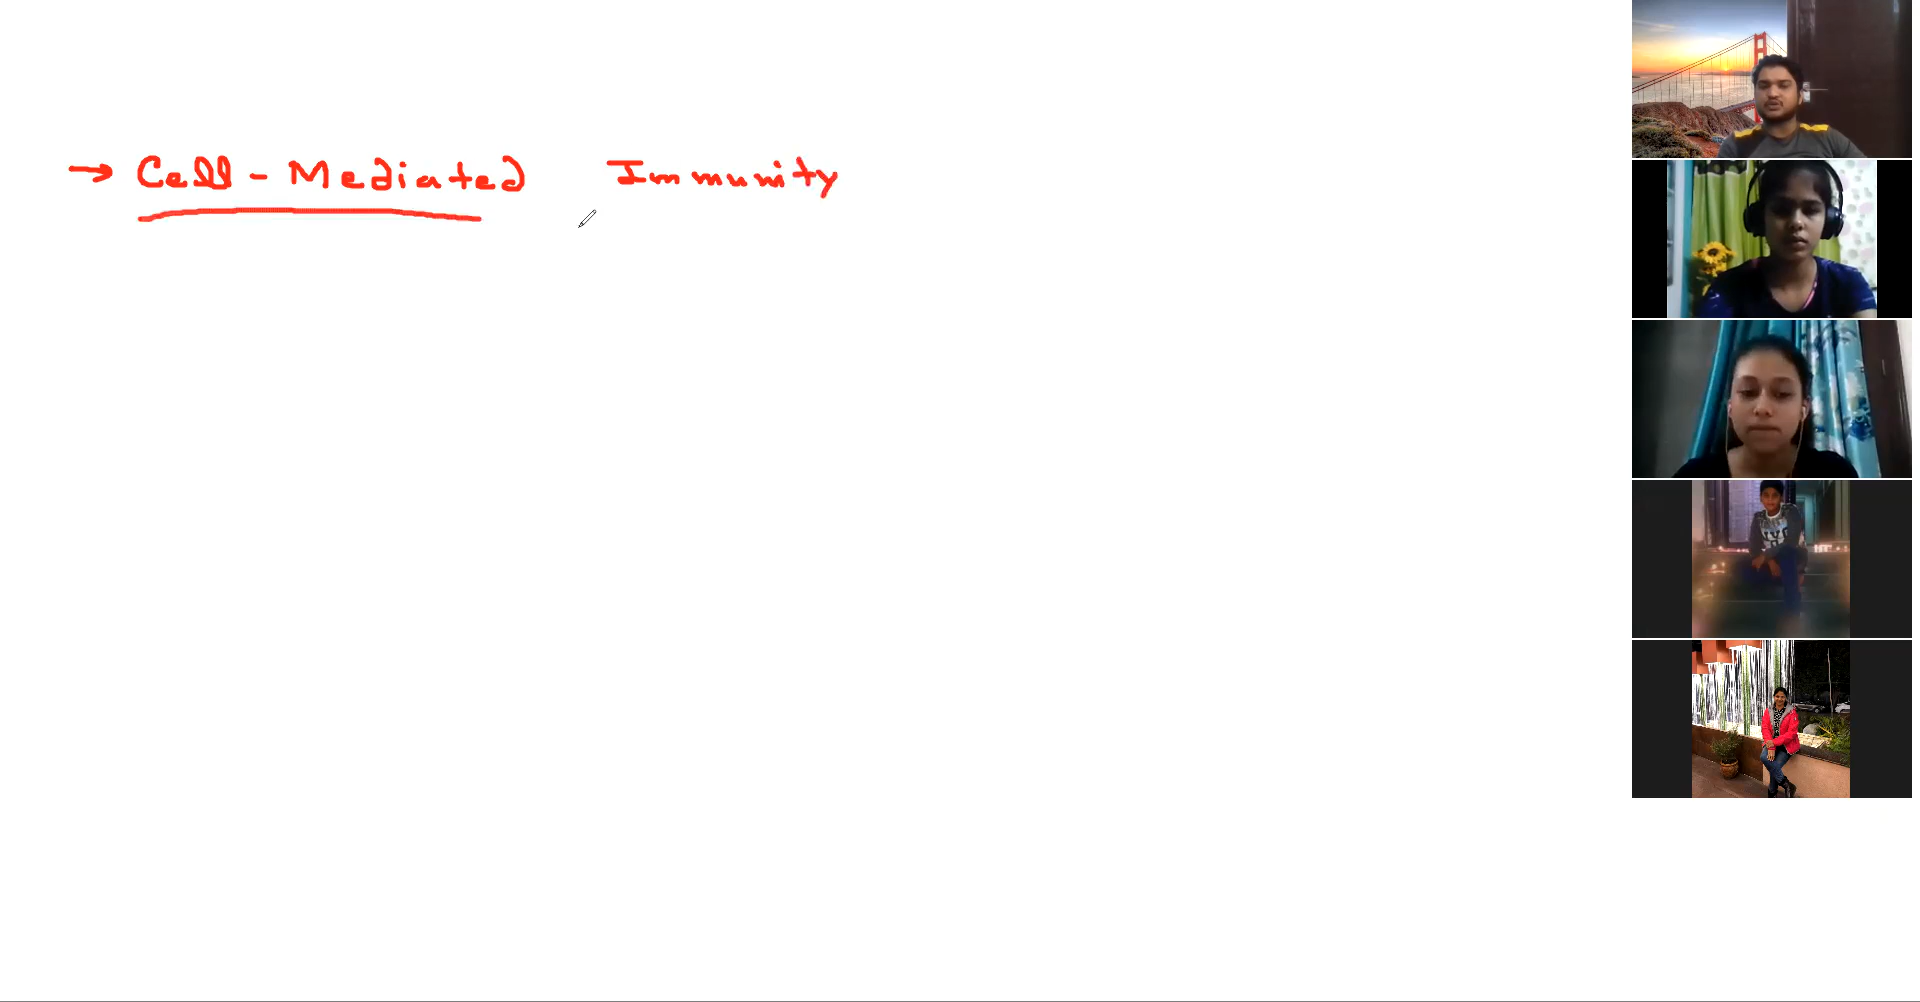 → Cell - Mediated Immunity